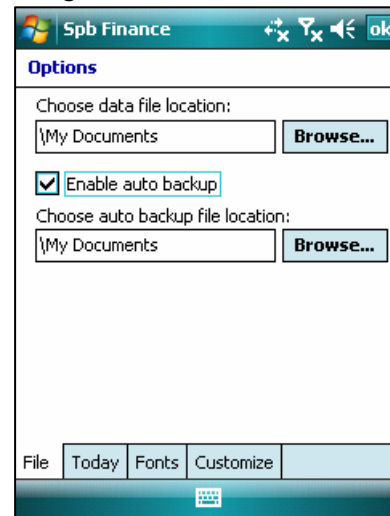 Spb Finance ok
Options
Choose data file location:
\My Documents Browse...
Enable auto backup
Choose auto backup file location:
\My Documents Browse...
File Today Fonts Customize